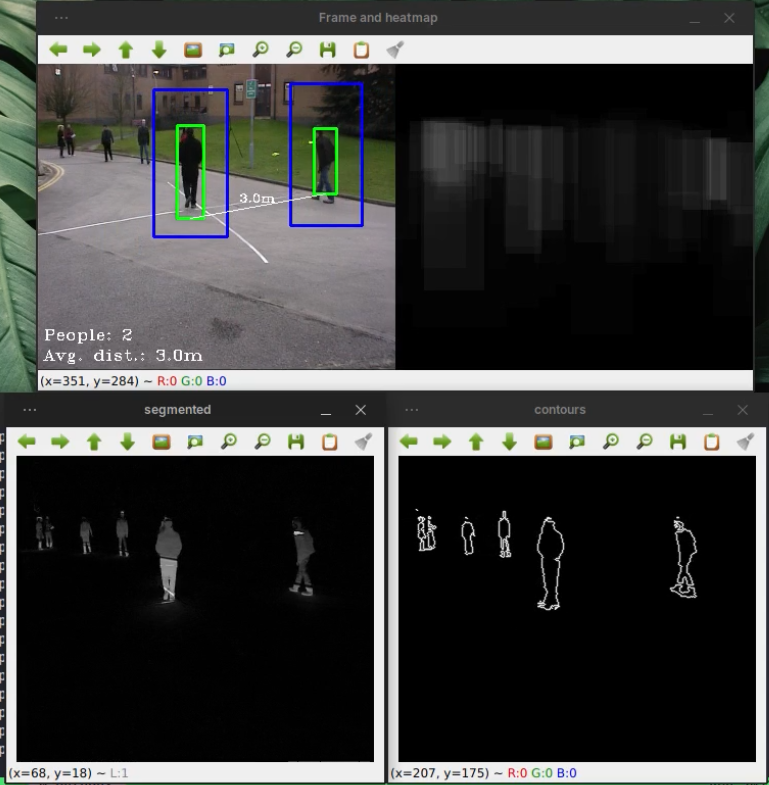 Frame and heatmap
3.0m
People: 2
Avg. dist.: 3.0m
(x=351, y=284) ~ R:0 G:0 B:0
segmented
contours
(x=68, y=18) ~ L:1
(x=207, y=175) ~ R:0 G:0 B:0